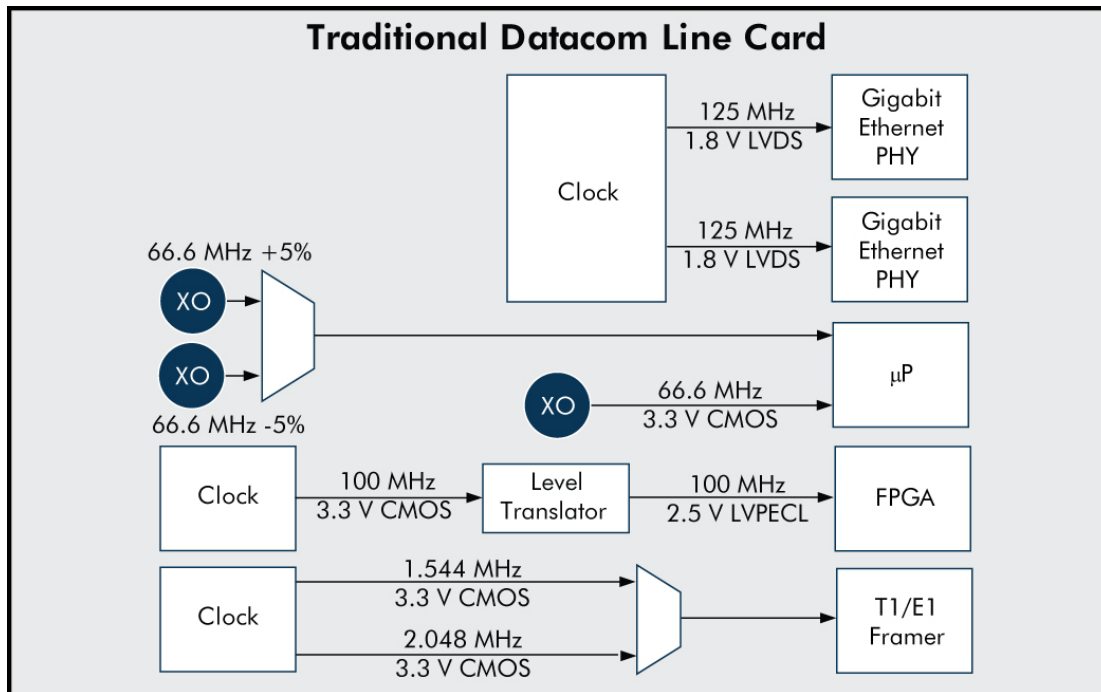 Traditional Datacom Line Card
Clock
125 MHz
1.8 V LVDS
Gigabit
Ethernet
PHY
125 MHz
1.8 V LVDS
Gigabit
Ethernet
PHY
66.6 MHz +5%
XO
XO
66.6 MHz -5%
XO
66.6 MHz
3.3 V CMOS
μP
Clock
100 MHz
3.3 V CMOS
Level
Translator
100 MHz
2.5 V LVPECL
FPGA
Clock
1.544 MHz
3.3 V CMOS
2.048 MHz
3.3 V CMOS
T1/E1
Framer